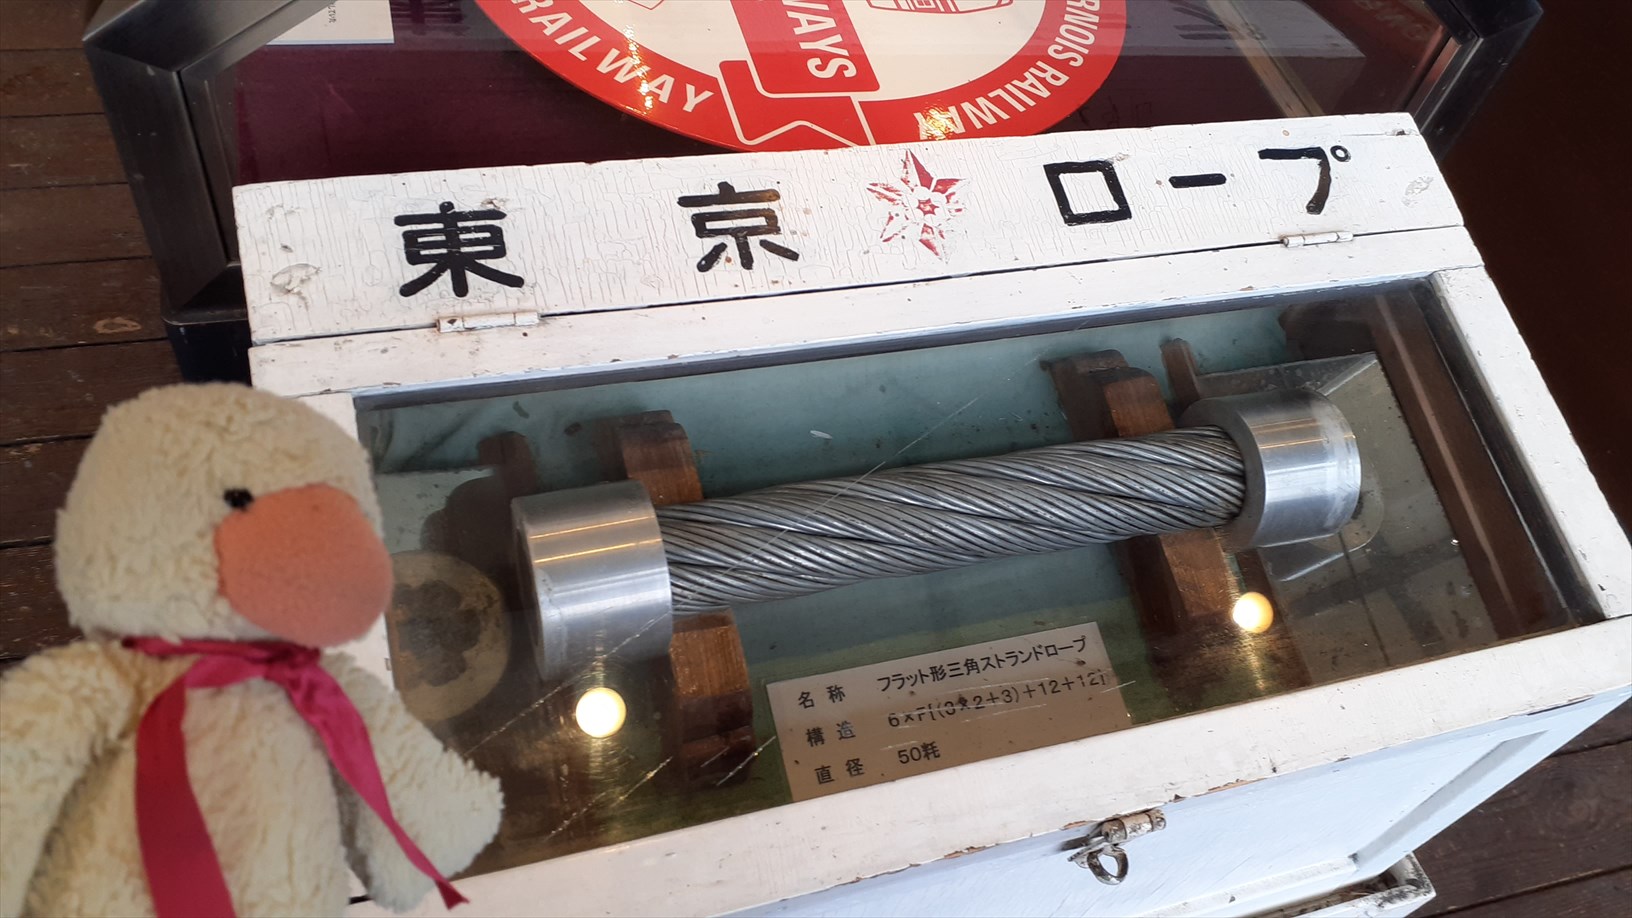 RAILWAY
WAYS
ERNOIS RAILWAY
東京 ロープ
名称 フラット形三角ストランドロープ
構造 6×F[(3×2+3)+12+12]
直径 50粍